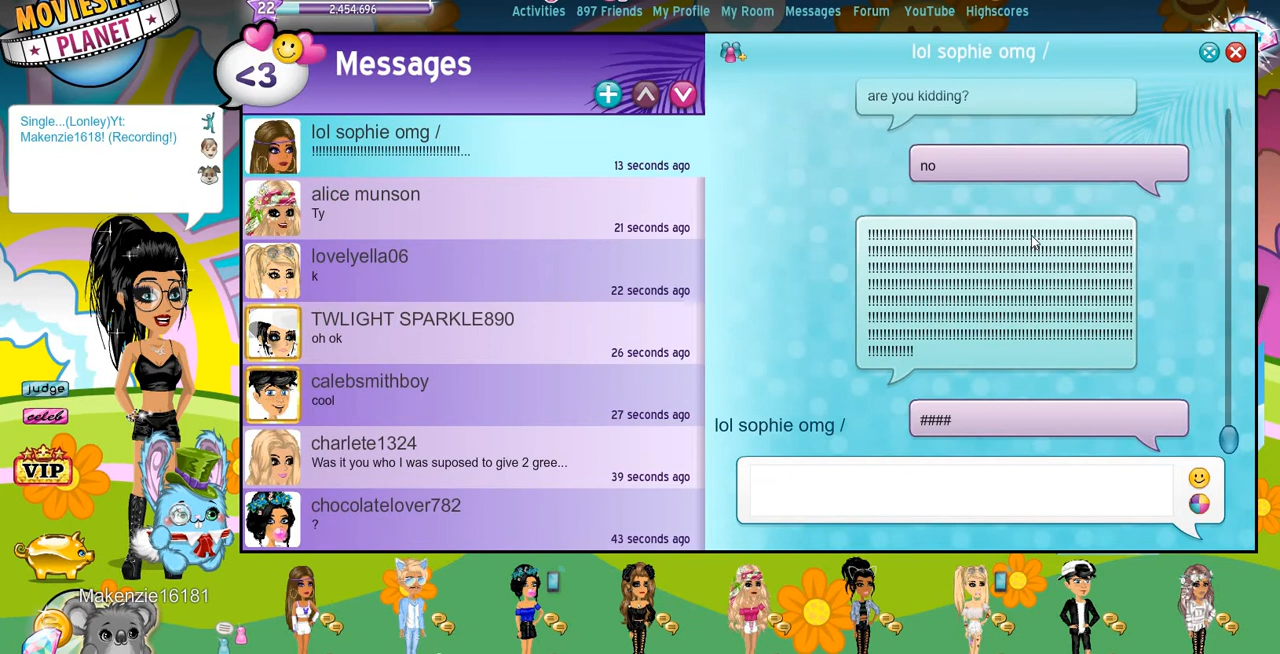 MOVIESTAR
PLANET
22
2,454,696
Activities 897 Friends My Profile My Room Messages Forum YouTube Highscores
<3
Messages
Single...(Lonley)Yt:
Makenzie1618! (Recording!)
lol sophie omg /
!!!!!!!!!!!!!!!!!!!!!!!!!!!!!!!!!!!!!!!!!!!...
13 seconds ago
alice munson
Ty
21 seconds ago
lovelyella06
k
22 seconds ago
TWLIGHT SPARKLE890
oh ok
26 seconds ago
calebsmithboy
cool
27 seconds ago
charlete1324
Was it you who I was suposed to give 2 gree...
39 seconds ago
chocolatelover782
?
43 seconds ago
lol sophie omg /
are you kidding?
no
!!!!!!!!!!!!!!!!!!!!!!!!!!!!!!!!!!!!!!!!!!!!!!!!!!!!!!!!!!!!!!!!!!!!!!!!!!!
!!!!!!!!!!!!!!!!!!!!!!!!!!!!!!!!!!!!!!!!!!!!!!!!!!!!!!!!!!!!!!!!!!!!!!!!!!!
!!!!!!!!!!!!!!!!!!!!!!!!!!!!!!!!!!!!!!!!!!!!!!!!!!!!!!!!!!!!!!!!!!!!!!!!!!!
!!!!!!!!!!!!!!!!!!!!!!!!!!!!!!!!!!!!!!!!!!!!!!!!!!!!!!!!!!!!!!!!!!!!!!!!!!!
!!!!!!!!!!!!!!!!!!!!!!!!!!!!!!!!!!!!!!!!!!!!!!!!!!!!!!!!!!!!!!!!!!!!!!!!!!!
!!!!!!!!!!!!!!!!!!!!!!!!!!!!!!!!!!!!!!!!!!!!!!!!!!!!!!!!!!!!!!!!!!!!!!!!!!!
!!!!!!!!!!!!!!!!!!!!!!!!!!!!!!!!!!!!!!!!!!!!!!!!!!!!!!!!!!!!!!!!!!!!!!!!!!!
!!!!!!!!!!!!!
####
lol sophie omg /
judge
celeb
VIP
Makenzie16181